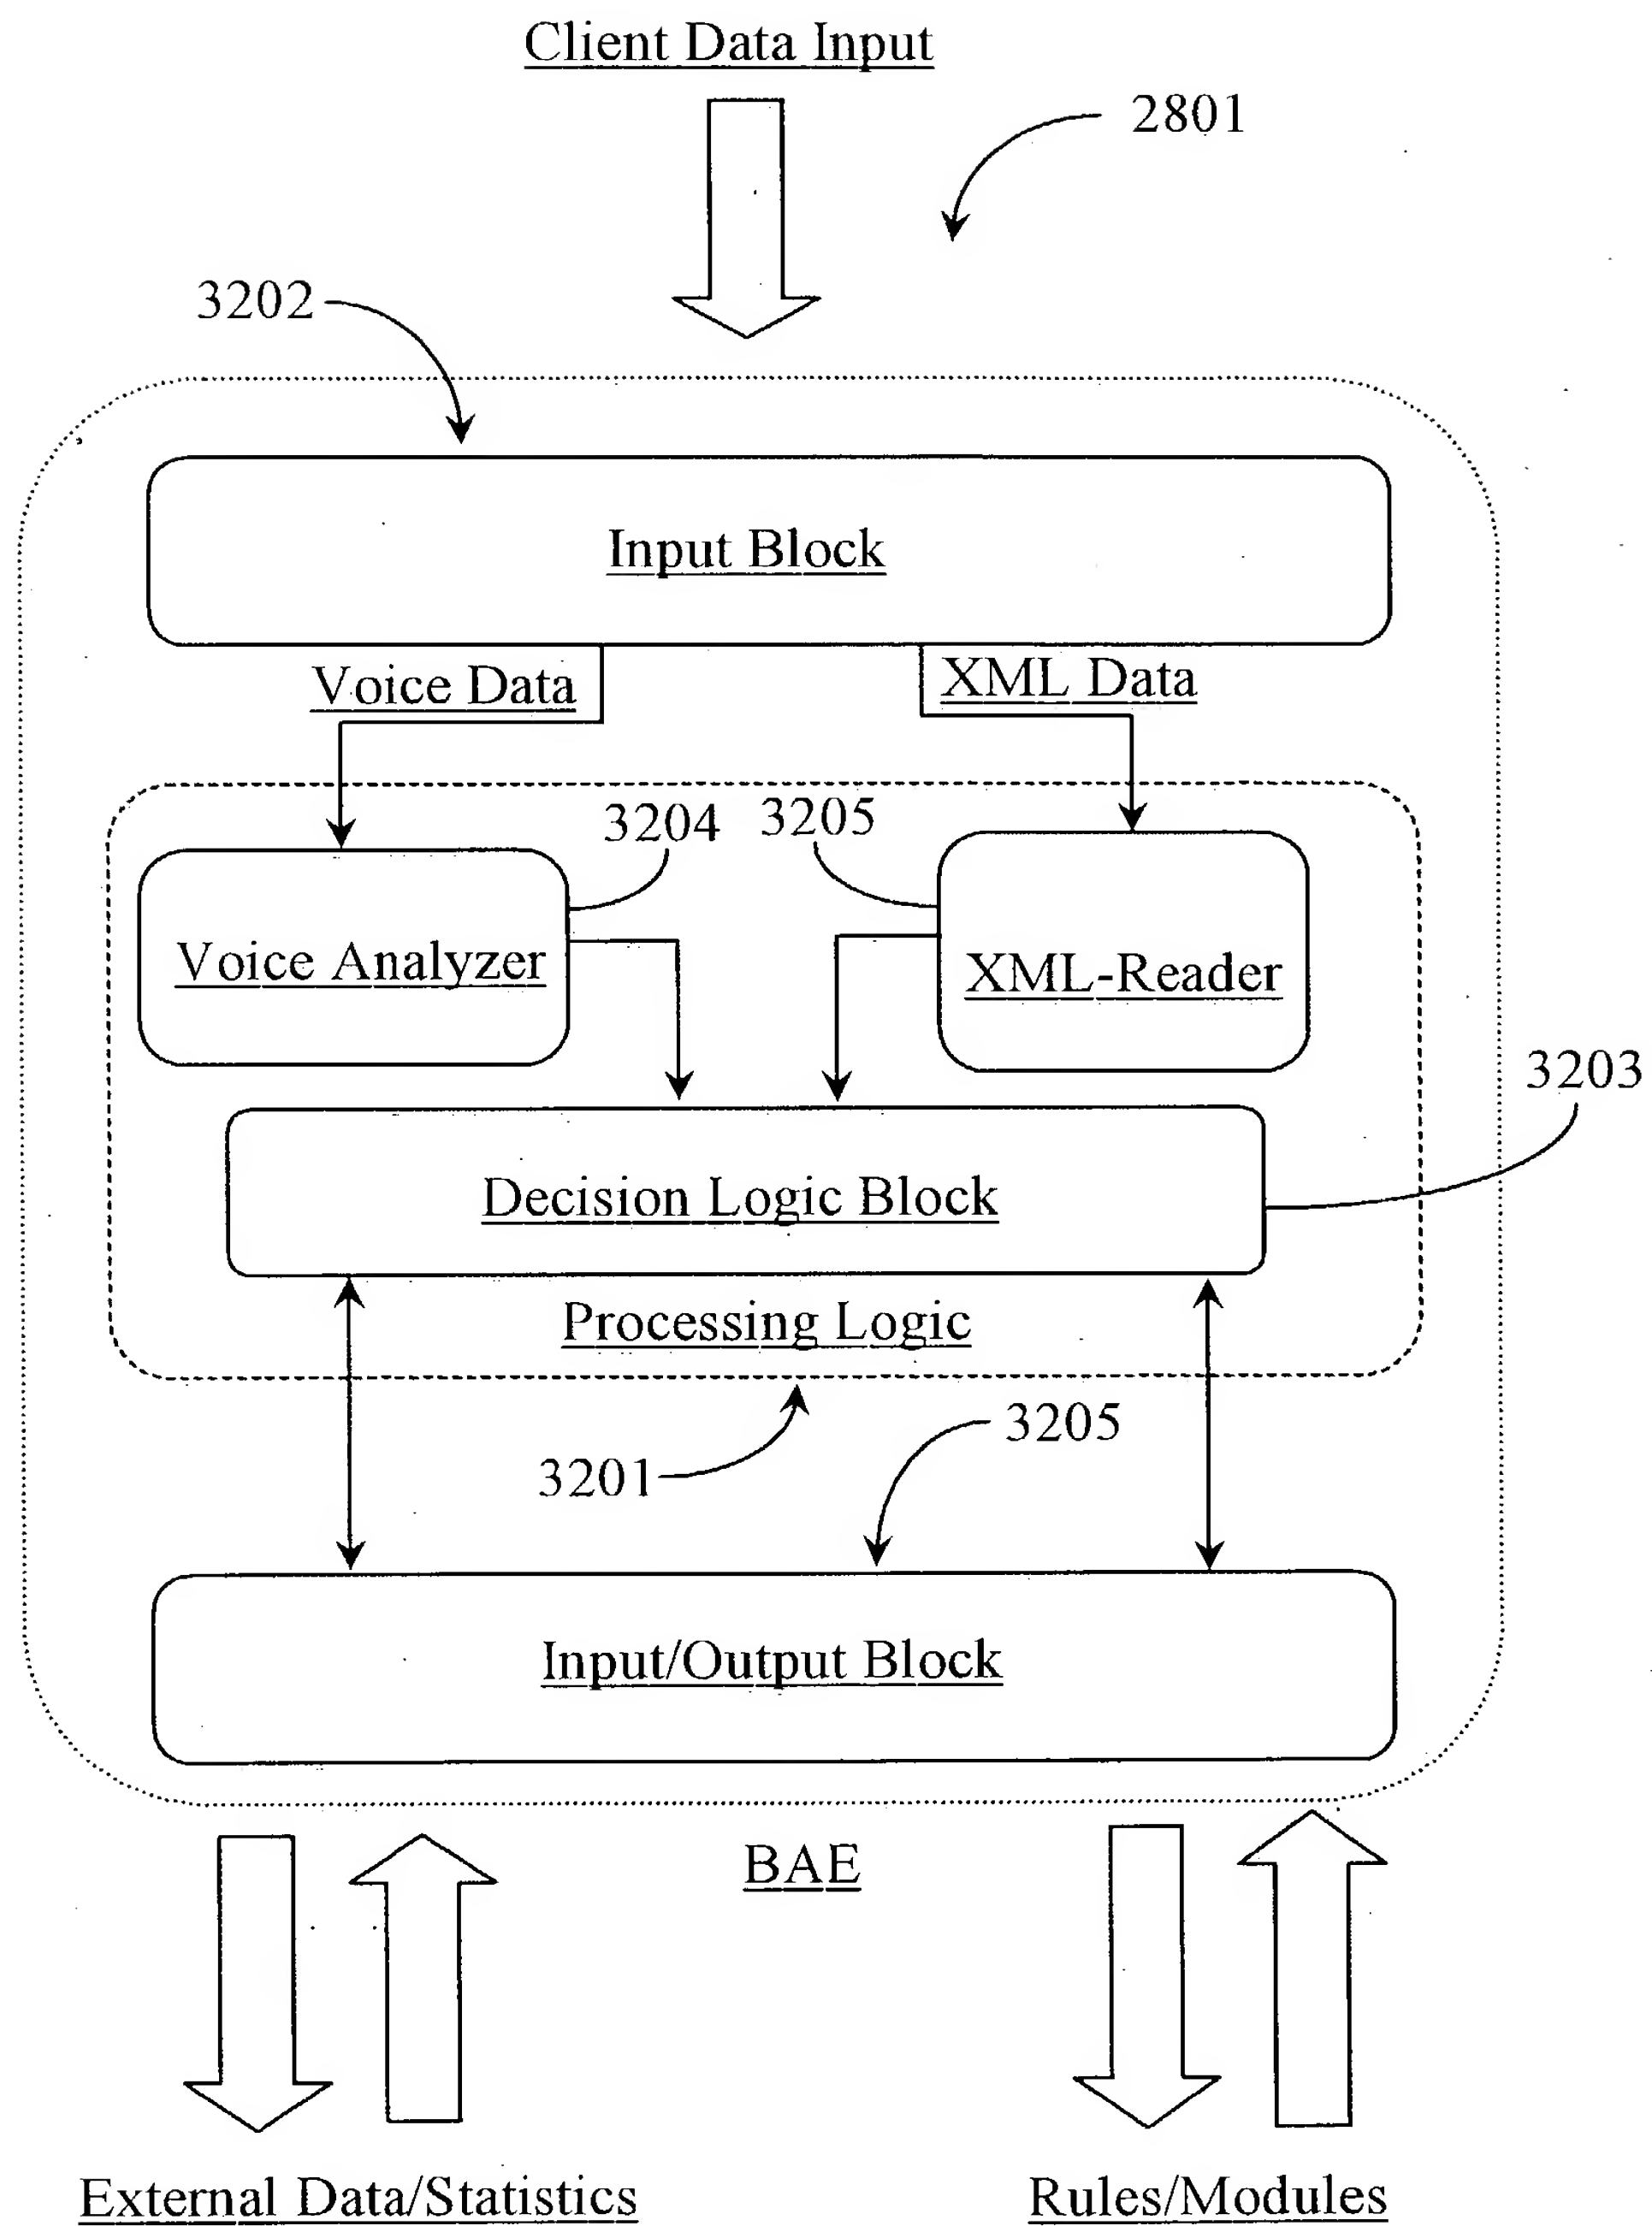 Client Data Input
2801
3202
Input Block
Voice Data
XML Data
3204
3205
Voice Analyzer
XML-Reader
3203
Decision Logic Block
Processing Logic
3205
3201
Input/Output Block
BAE
External Data/Statistics
Rules/Modules